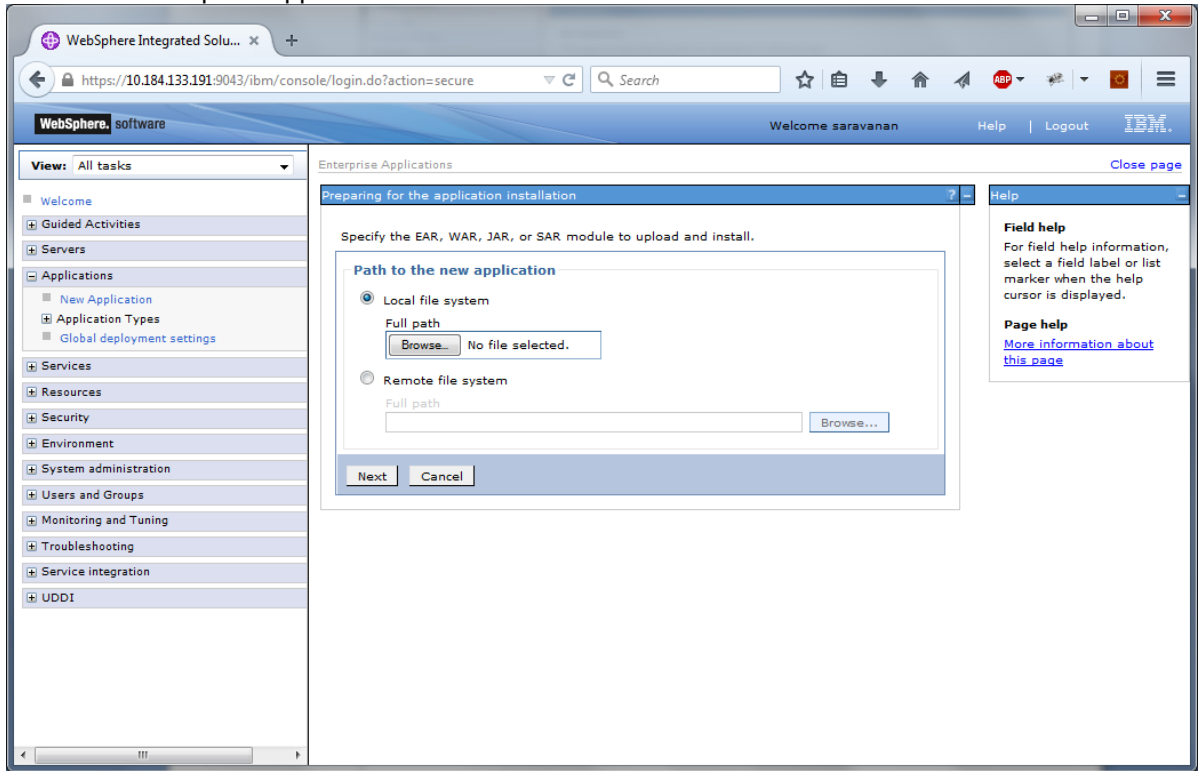 WebSphere Integrated Solu... × +
https://10.184.133.191:9043/ibm/console/login.do?action=secure
Search
ABP
WebSphere. software
Welcome saravanan
Help | Logout
IBM.
View: All tasks
Welcome
Guided Activities
Servers
Applications
New Application
Application Types
Global deployment settings
Services
Resources
Security
Environment
System administration
Users and Groups
Monitoring and Tuning
Troubleshooting
Service integration
UDDI
Enterprise Applications
Close page
Preparing for the application installation
? -
Specify the EAR, WAR, JAR, or SAR module to upload and install.
Path to the new application
Local file system
Full path
Browse... No file selected.
Remote file system
Full path
Browse...
Next Cancel
Help -
Field help
For field help information,
select a field label or list
marker when the help
cursor is displayed.
Page help
More information about
this page